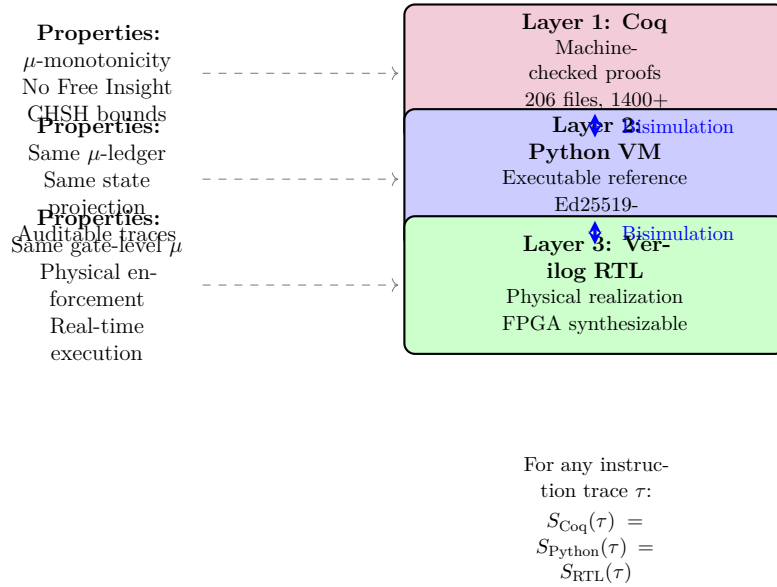 Properties:
μ-monotonicity
No Free Insight
CHSH bounds
Layer 1: Coq
Machine-
checked proofs
206 files, 1400+
Bisimulation
Properties:
Same μ-ledger
Same state
projection
Auditable traces
Layer 2:
Python VM
Executable reference
Ed25519-
Bisimulation
Properties:
Same gate-level μ
Physical en-
forcement
Real-time
execution
Layer 3: Ver-
ilog RTL
Physical realization
FPGA synthesizable
For any instruc-
tion trace τ:
S_Coq(τ) =
S_Python(τ) =
S_RTL(τ)